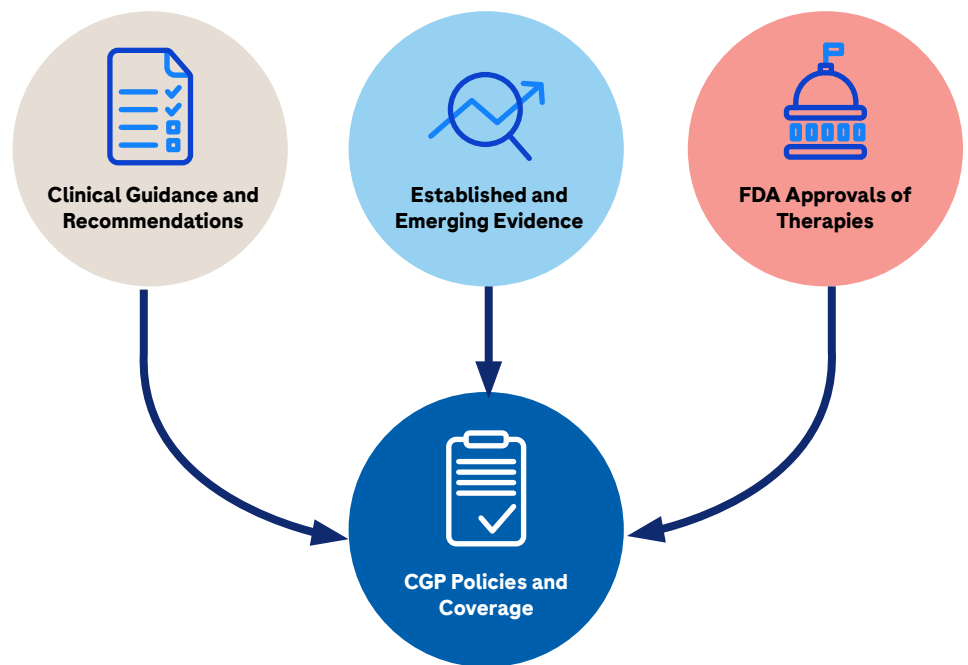 Clinical Guidance and
Recommendations
Established and
Emerging Evidence
FDA Approvals of
Therapies
CGP Policies and
Coverage